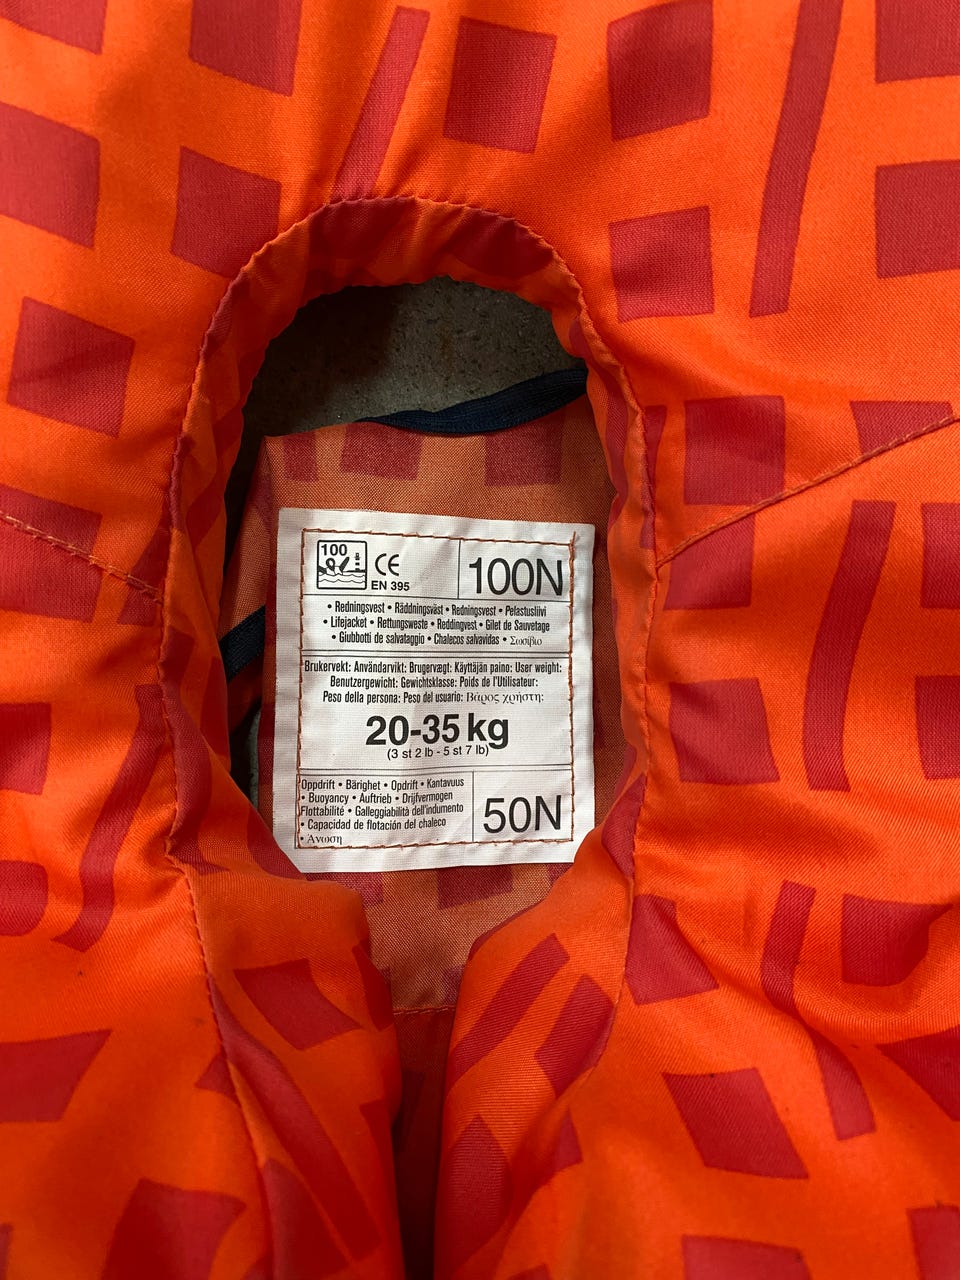 100
CE
EN 395
100N
• Redningsvest • Räddningsväst • Redningsvest • Pelastusliivi
• Lifejacket • Rettungsweste • Reddingvest • Gilet de Sauvetage
• Giubbotti de salvataggio • Chalecos salvavidas • Σωσίβιο
Brukervekt: Användarvikt: Brugervægt: Käyttäjän paino: User weight:
Benutzergewicht: Gewichtsklasse: Poids de l'Utilisateur:
Peso della persona: Peso del usuario: Βάρος χρήστη:
20-35 kg
(3 st 2 lb - 5 st 7 lb)
Oppdrift • Bärighet • Opdrift • Kantavuus
• Buoyancy • Auftrieb • Drijfvermogen
Flottabilité • Galleggiabilità dell'indumento
• Capacidad de flotación del chaleco
• Άνωση
50N